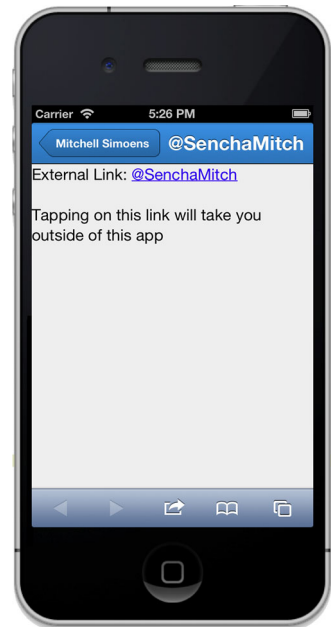 Carrier 5:26 PM
Mitchell Simoens @SenchaMitch
External Link: @SenchaMitch
Tapping on this link will take you
outside of this app